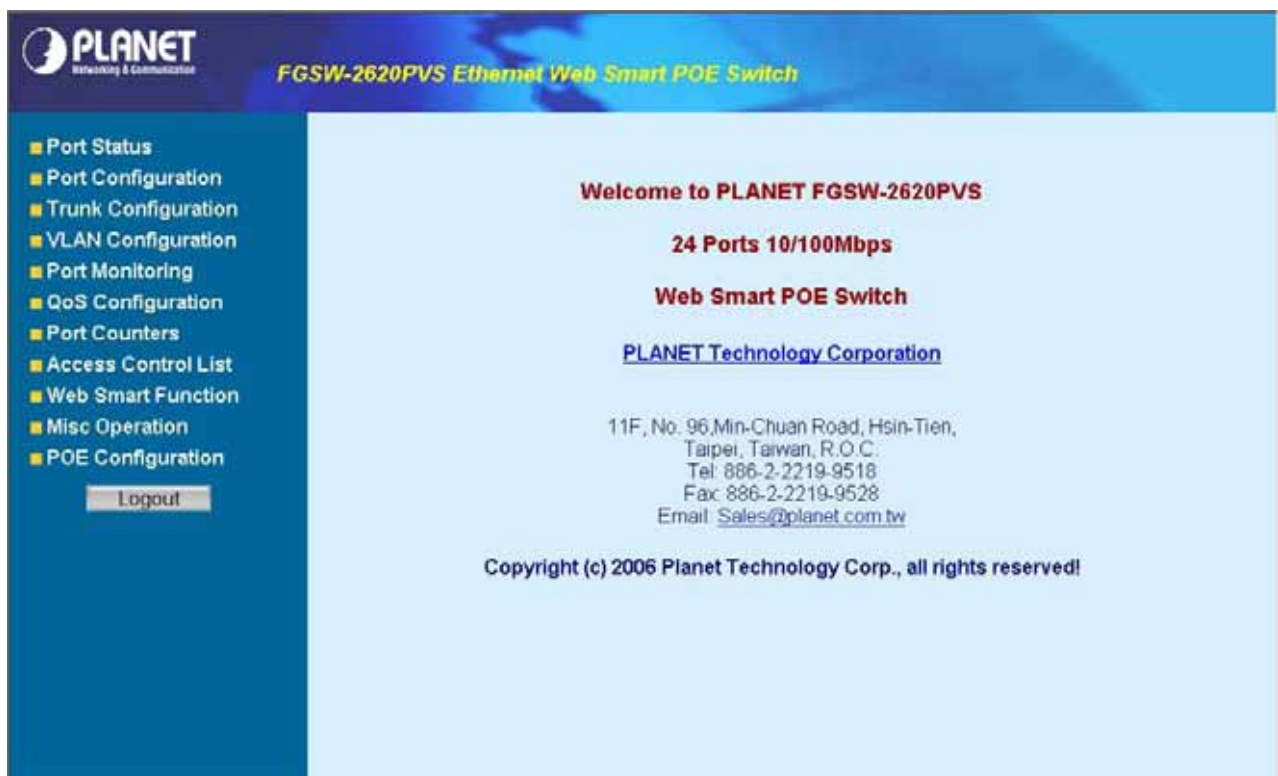 PLANET
Networking & Communication
FGSW-2620PVS Ethernet Web Smart POE Switch
Port Status
Port Configuration
Trunk Configuration
VLAN Configuration
Port Monitoring
QoS Configuration
Port Counters
Access Control List
Web Smart Function
Misc Operation
POE Configuration
Logout
Welcome to PLANET FGSW-2620PVS
24 Ports 10/100Mbps
Web Smart POE Switch
PLANET Technology Corporation
11F, No. 96,Min-Chuan Road, Hsin-Tien,
Taipei, Taiwan, R.O.C.
Tel: 886-2-2219-9518
Fax: 886-2-2219-9528
Email: Sales@planet.com.tw
Copyright (c) 2006 Planet Technology Corp., all rights reserved!